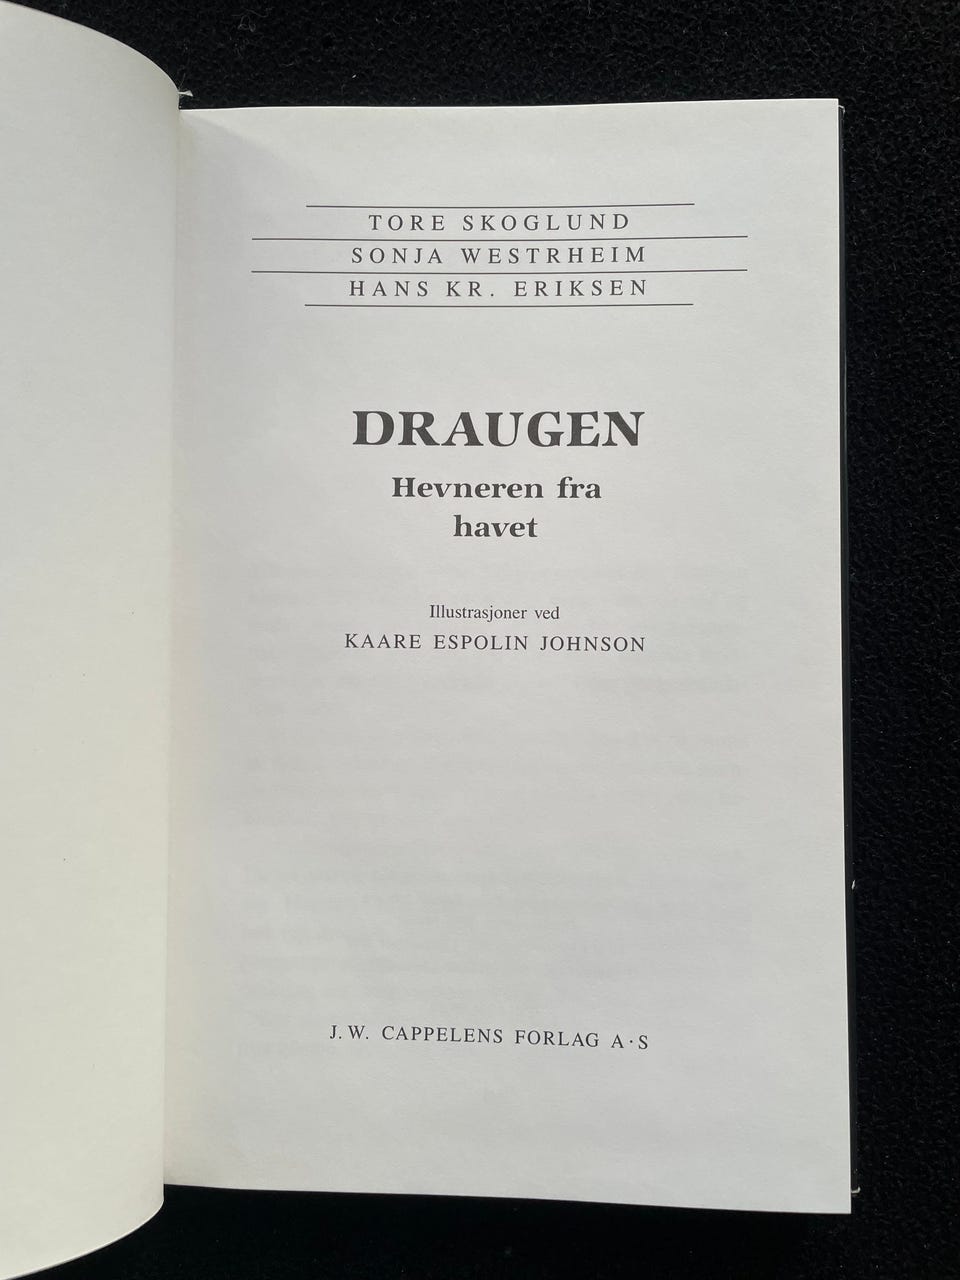 TORE SKOGLUND
SONJA WESTRHEIM
HANS KR. ERIKSEN
DRAUGEN
Hevneren fra
havet
Illustrasjoner ved
KAARE ESPOLIN JOHNSON
J.W. CAPPELENS FORLAG A·S